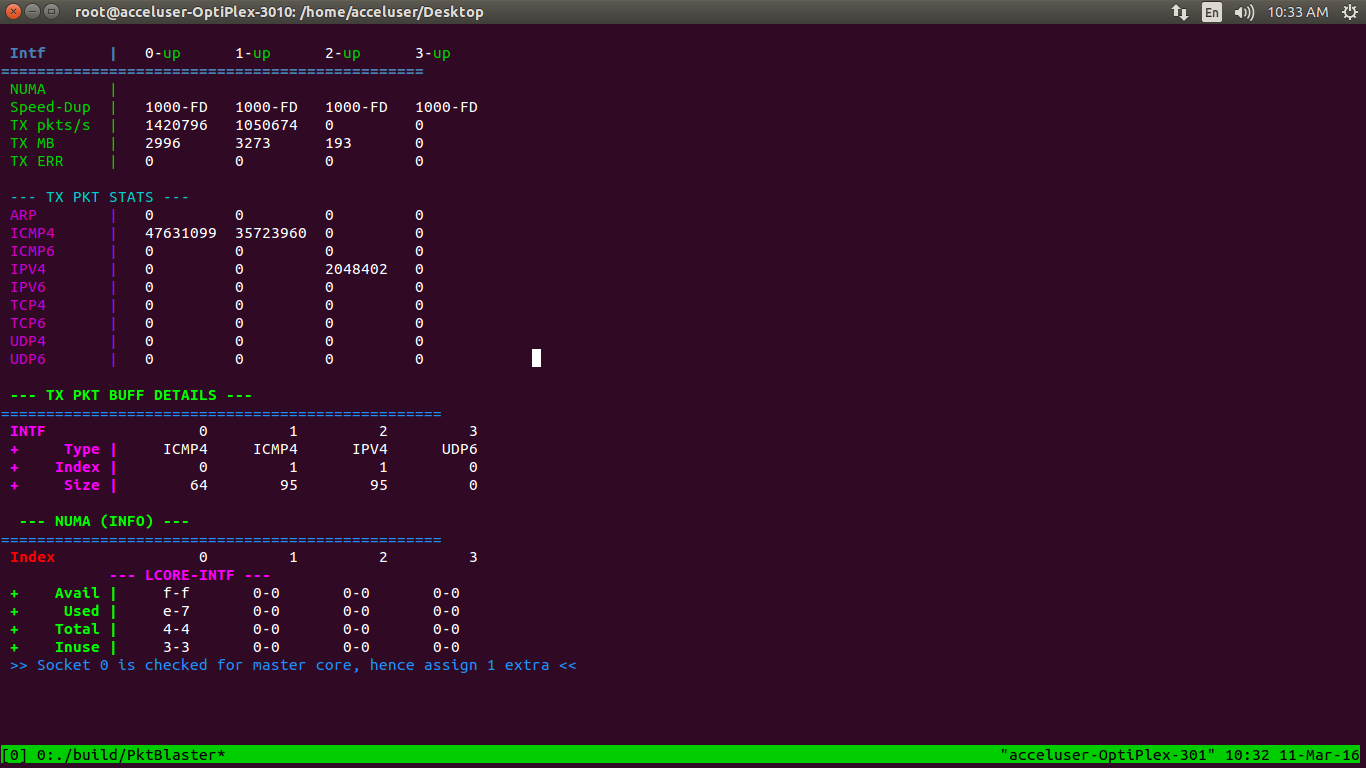 root@acceluser-OptiPlex-3010: /home/acceluser/Desktop En 10:33 AM
Intf | 0-up 1-up 2-up 3-up
===============================================
NUMA |
Speed-Dup | 1000-FD 1000-FD 1000-FD 1000-FD
TX pkts/s | 1420796 1050674 0 0
TX MB | 2996 3273 193 0
TX ERR | 0 0 0 0
--- TX PKT STATS ---
ARP | 0 0 0 0
ICMP4 | 47631099 35723960 0 0
ICMP6 | 0 0 0 0
IPV4 | 0 0 2048402 0
IPV6 | 0 0 0 0
TCP4 | 0 0 0 0
TCP6 | 0 0 0 0
UDP4 | 0 0 0 0
UDP6 | 0 0 0 0
--- TX PKT BUFF DETAILS ---
=================================================
INTF 0 1 2 3
+ Type | ICMP4 ICMP4 IPV4 UDP6
+ Index | 0 1 1 0
+ Size | 64 95 95 0
--- NUMA (INFO) ---
=================================================
Index 0 1 2 3
--- LCORE-INTF ---
+ Avail | f-f 0-0 0-0 0-0
+ Used | e-7 0-0 0-0 0-0
+ Total | 4-4 0-0 0-0 0-0
+ Inuse | 3-3 0-0 0-0 0-0
>> Socket 0 is checked for master core, hence assign 1 extra <<
[0] 0:./build/PktBlaster* "acceluser-OptiPlex-301" 10:32 11-Mar-16